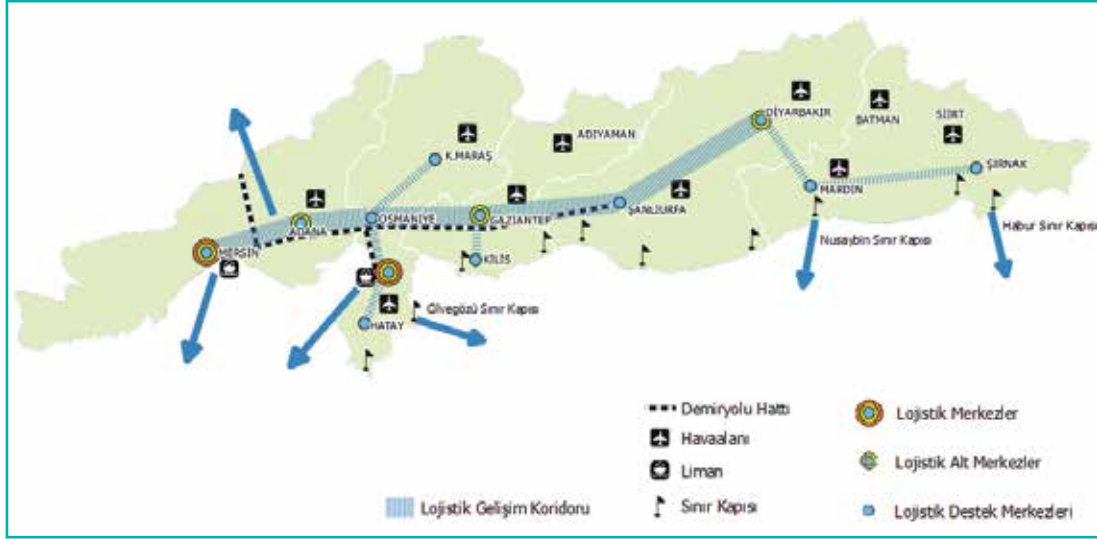 DİYARBAKIR
BATMAN
SİİRT
ADIYAMAN
K.MARAŞ
ŞIRNAK
MARDİN
ŞANLIURFA
OSMANİYE
GAZİANTEP
ADANA
MERSİN
Habur Sınır Kapısı
Nusaybin Sınır Kapısı
KİLİS
Cilvegözü Sınır Kapısı
HATAY
Demiryolu Hattı
Havaalanı
Liman
Sınır Kapısı
Lojistik Merkezler
Lojistik Alt Merkezler
Lojistik Destek Merkezleri
Lojistik Gelişim Koridoru